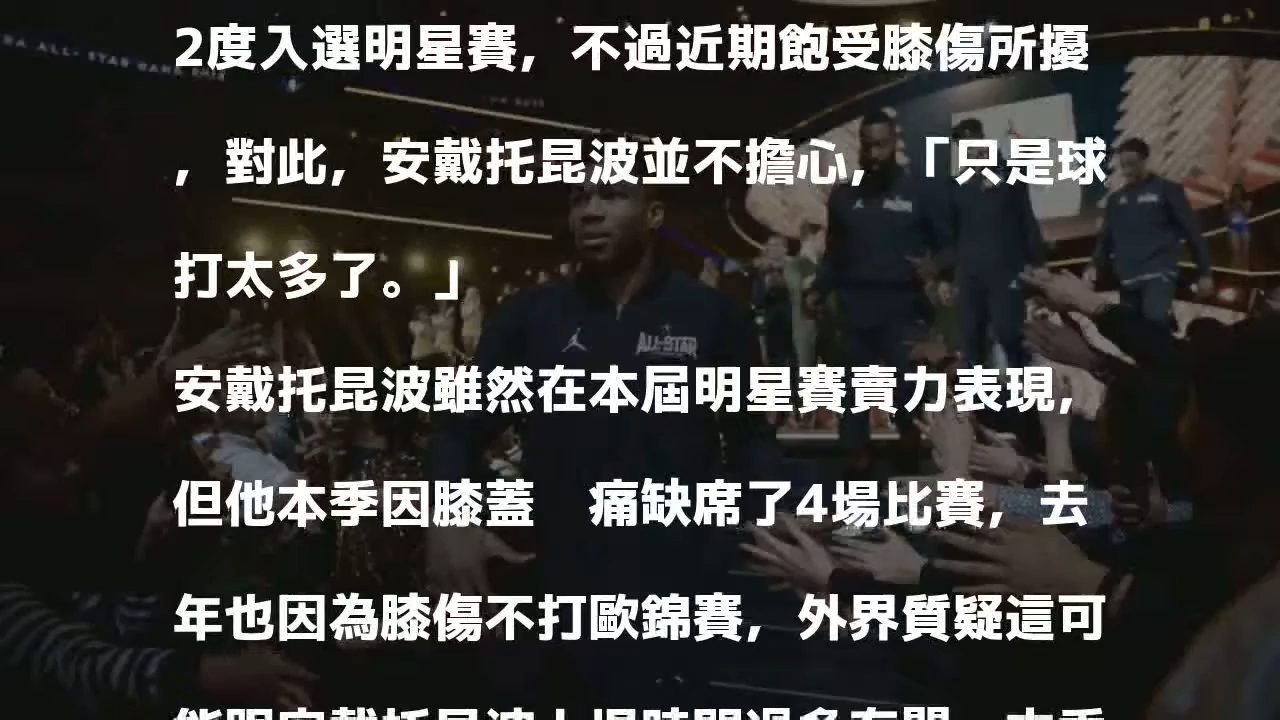 2度入選明星賽，不過近期飽受膝傷所擾
，對此，安戴托昆波並不擔心，「只是球
打太多了。」
安戴托昆波雖然在本屆明星賽賣力表現，
但他本季因膝蓋　痛缺席了4場比賽，去
年也因為膝傷不打歐錦賽，外界質疑這可
ALL-STAR